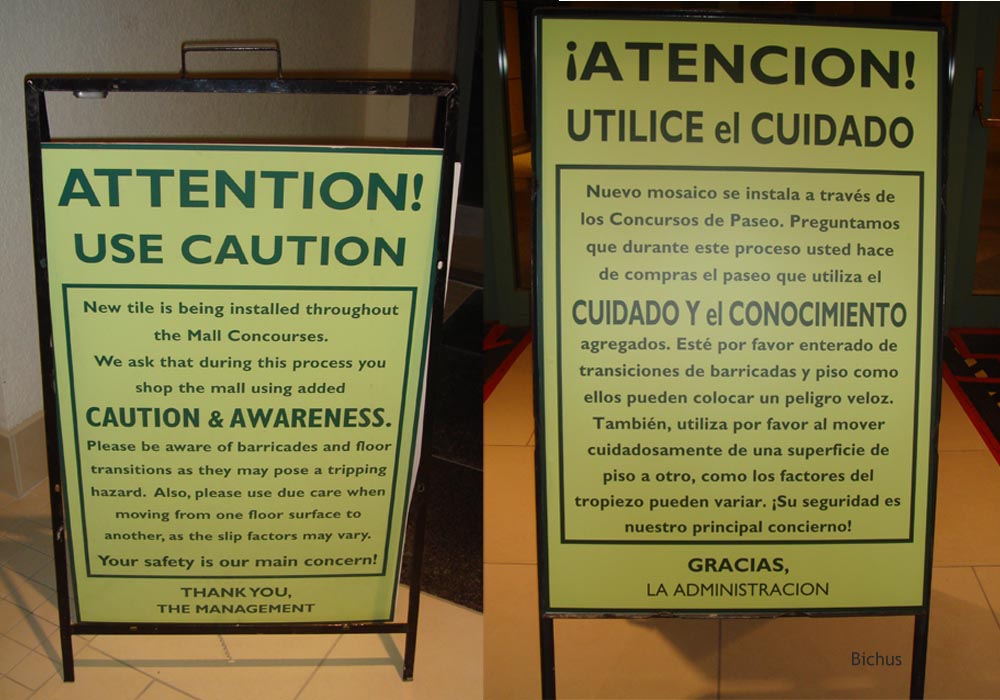 ATTENTION!
USE CAUTION
New tile is being installed throughout
the Mall Concourses.
We ask that during this process you
shop the mall using added
CAUTION & AWARENESS.
Please be aware of barricades and floor
transitions as they may pose a tripping
hazard. Also, please use due care when
moving from one floor surface to
another, as the slip factors may vary.
Your safety is our main concern!
THANK YOU,
THE MANAGEMENT
¡ATENCION!
UTILICE el CUIDADO
Nuevo mosaico se instala a través de
los Concursos de Paseo. Preguntamos
que durante este proceso usted hace
de compras el paseo que utiliza el
CUIDADO Y el CONOCIMIENTO
agregados. Esté por favor enterado de
transiciones de barricadas y piso como
ellos pueden colocar un peligro veloz.
También, utiliza por favor al mover
cuidadosamente de una superficie de
piso a otro, como los factores del
tropiezo pueden variar. ¡Su seguridad es
nuestro principal concierno!
GRACIAS,
LA ADMINISTRACION
Bichus